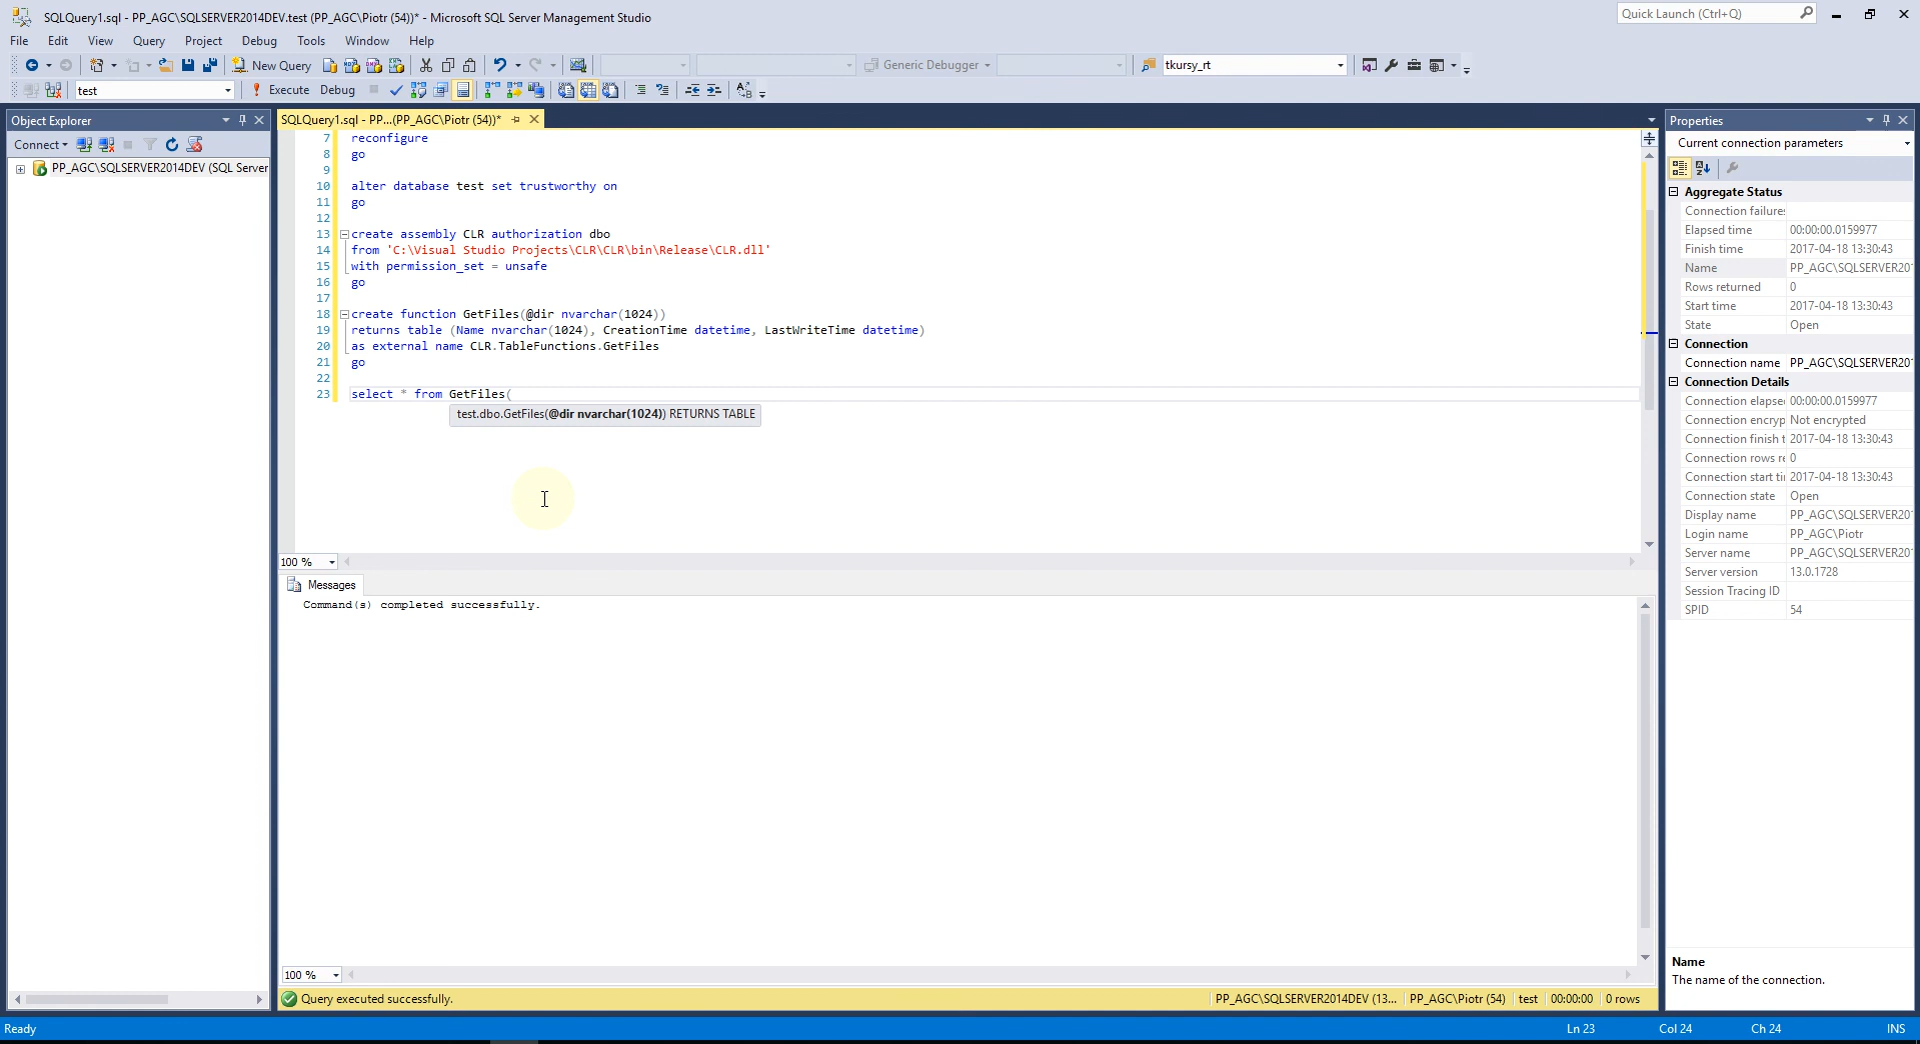 SQLQuery1.sql - PP_AGC\SQLSERVER2014DEV.test (PP_AGC\Piotr (54))* - Microsoft SQL Server Management Studio
Quick Launch (Ctrl+Q)
File Edit View Query Project Debug Tools Window Help
New Query
Generic Debugger
tkursy_rt
test
Execute Debug
Object Explorer
Connect
PP_AGC\SQLSERVER2014DEV (SQL Server
SQLQuery1.sql - PP...(PP_AGC\Piotr (54))*
7 reconfigure
8 go
9
10 alter database test set trustworthy on
11 go
12
13 create assembly CLR authorization dbo
14 from 'C:\Visual Studio Projects\CLR\CLR\bin\Release\CLR.dll'
15 with permission_set = unsafe
16 go
17
18 create function GetFiles(@dir nvarchar(1024))
19 returns table (Name nvarchar(1024), CreationTime datetime, LastWriteTime datetime)
20 as external name CLR.TableFunctions.GetFiles
21 go
22
23 select * from GetFiles(
test.dbo.GetFiles(@dir nvarchar(1024)) RETURNS TABLE
100 %
Messages
Command(s) completed successfully.
100 %
Query executed successfully.
PP_AGC\SQLSERVER2014DEV (13... PP_AGC\Piotr (54) test 00:00:00 0 rows
Properties
Current connection parameters
Aggregate Status
Connection failures
Elapsed time 00:00:00.0159977
Finish time 2017-04-18 13:30:43
Name PP_AGC\SQLSERVER20
Rows returned 0
Start time 2017-04-18 13:30:43
State Open
Connection
Connection name PP_AGC\SQLSERVER20
Connection Details
Connection elapse 00:00:00.0159977
Connection encryp Not encrypted
Connection finish t 2017-04-18 13:30:43
Connection rows re 0
Connection start ti 2017-04-18 13:30:43
Connection state Open
Display name PP_AGC\SQLSERVER20
Login name PP_AGC\Piotr
Server name PP_AGC\SQLSERVER20
Server version 13.0.1728
Session Tracing ID
SPID 54
Name
The name of the connection.
Ready
Ln 23 Col 24 Ch 24 INS